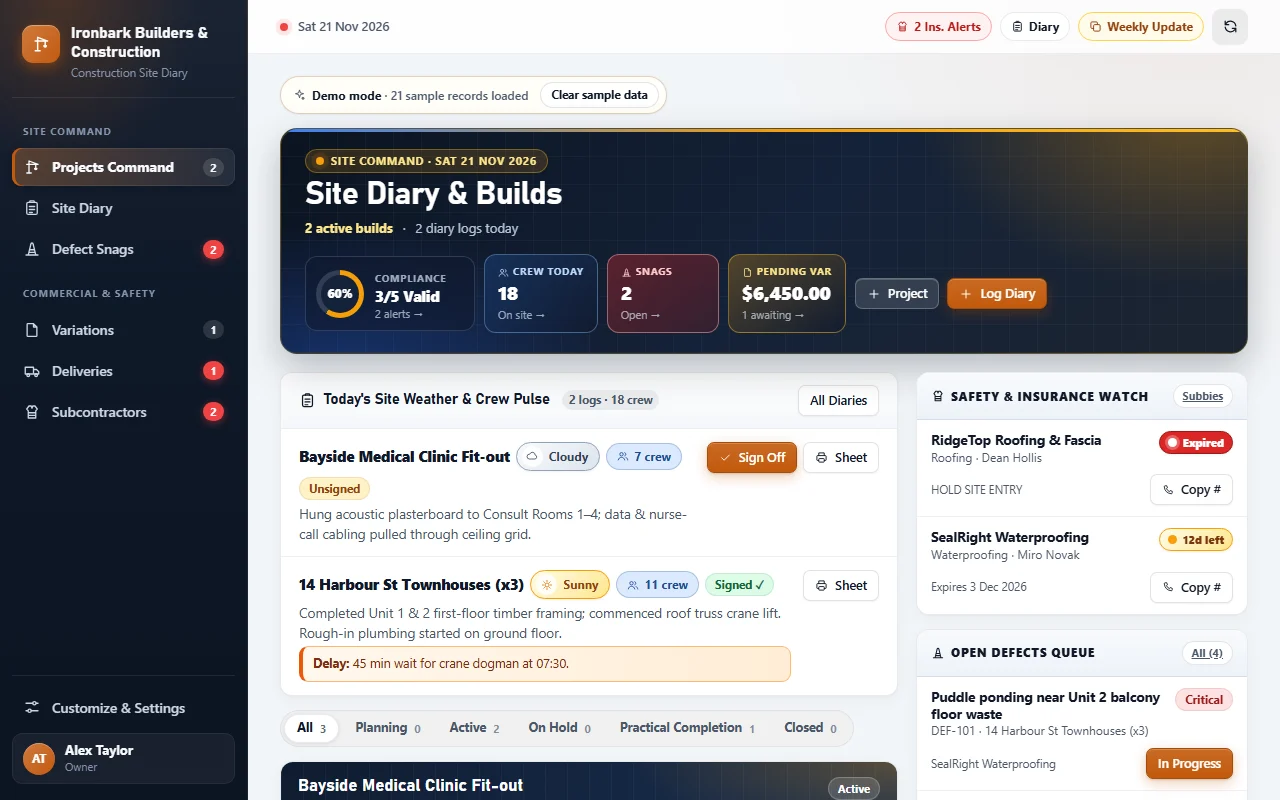 Ironbark Builders &
Construction
Construction Site Diary
SITE COMMAND
Projects Command 2
Site Diary
Defect Snags 2
COMMERCIAL & SAFETY
Variations 1
Deliveries 1
Subcontractors 2
Customize & Settings
AT
Alex Taylor
Owner
Sat 21 Nov 2026
2 Ins. Alerts
Diary
Weekly Update
Demo mode · 21 sample records loaded
Clear sample data
SITE COMMAND · SAT 21 NOV 2026
Site Diary & Builds
2 active builds · 2 diary logs today
60%
COMPLIANCE
3/5 Valid
2 alerts →
CREW TODAY
18
On site →
SNAGS
2
Open →
PENDING VAR
$6,450.00
1 awaiting →
+ Project
+ Log Diary
Today's Site Weather & Crew Pulse
2 logs · 18 crew
All Diaries
Bayside Medical Clinic Fit-out
Cloudy
7 crew
Unsigned
✓ Sign Off
Sheet
Hung acoustic plasterboard to Consult Rooms 1–4; data & nurse-
call cabling pulled through ceiling grid.
14 Harbour St Townhouses (x3)
Sunny
11 crew
Signed ✓
Sheet
Completed Unit 1 & 2 first-floor timber framing; commenced roof truss crane lift.
Rough-in plumbing started on ground floor.
Delay: 45 min wait for crane dogman at 07:30.
All 3
Planning 0
Active 2
On Hold 0
Practical Completion 1
Closed 0
Bayside Medical Clinic Fit-out
Active
SAFETY & INSURANCE WATCH
Subbies
RidgeTop Roofing & Fascia
Expired
Roofing · Dean Hollis
HOLD SITE ENTRY
Copy #
SealRight Waterproofing
12d left
Waterproofing · Miro Novak
Expires 3 Dec 2026
Copy #
OPEN DEFECTS QUEUE
All (4)
Puddle ponding near Unit 2 balcony
floor waste
Critical
DEF-101 · 14 Harbour St Townhouses (x3)
SealRight Waterproofing
In Progress